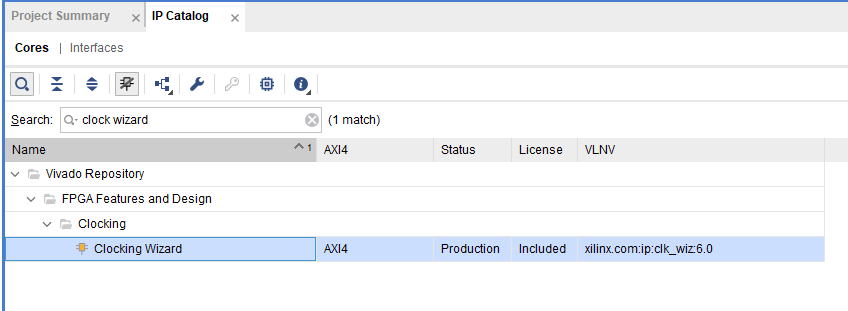 Project Summary × IP Catalog ×
Cores | Interfaces
Search: clock wizard (1 match)
Name 1 AXI4 Status License VLNV
Vivado Repository
FPGA Features and Design
Clocking
Clocking Wizard AXI4 Production Included xilinx.com:ip:clk_wiz:6.0